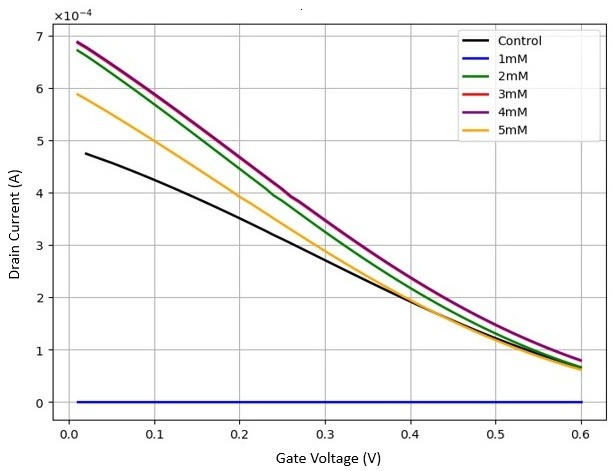 ×10⁻⁴
7
6
5
4
3
2
1
0
Drain Current (A)
Control
1mM
2mM
3mM
4mM
5mM
0.0 0.1 0.2 0.3 0.4 0.5 0.6
Gate Voltage (V)